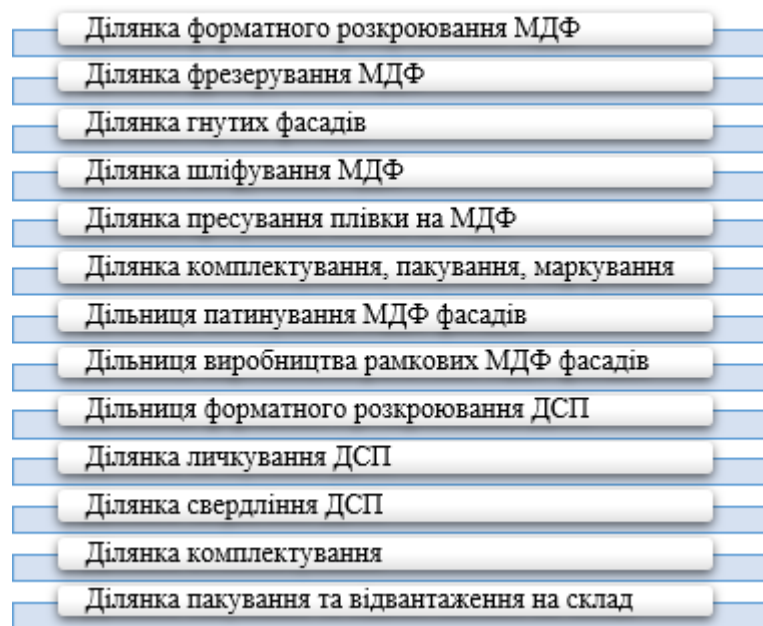 Ділянка форматного розкроювання МДФ
Ділянка фрезерування МДФ
Ділянка гнутих фасадів
Ділянка шліфування МДФ
Ділянка пресування плівки на МДФ
Ділянка комплектування, пакування, маркування
Дільниця патинування МДФ фасадів
Дільниця виробництва рамкових МДФ фасадів
Дільниця форматного розкроювання ДСП
Ділянка личкування ДСП
Ділянка свердління ДСП
Ділянка комплектування
Ділянка пакування та відвантаження на склад